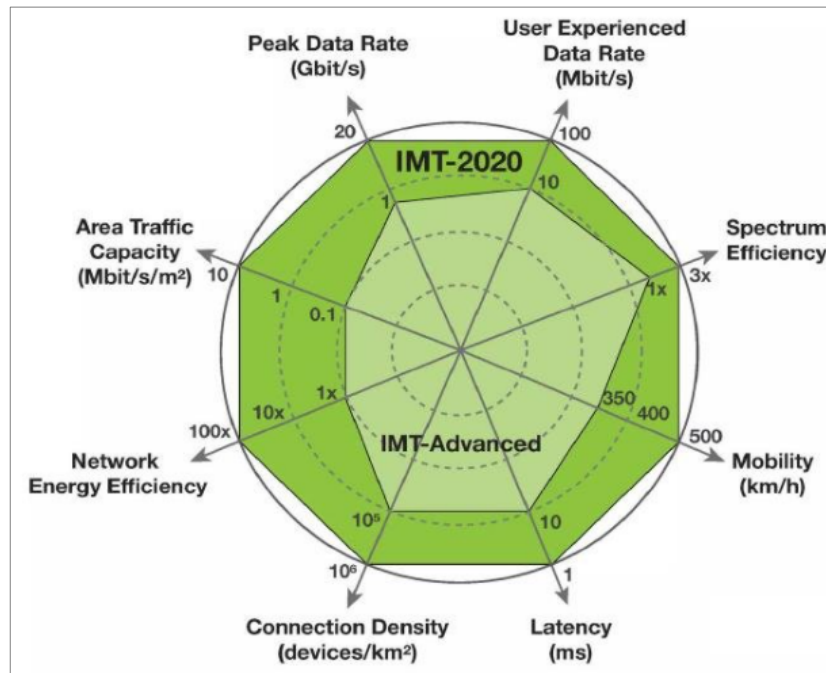 Peak Data Rate
(Gbit/s)
User Experienced
Data Rate
(Mbit/s)
20
100
IMT-2020
1
10
Area Traffic
Capacity
(Mbit/s/m²)
Spectrum
Efficiency
10
1
0.1
1x
3x
1x
10x
100x
350
400
500
Network
Energy Efficiency
IMT-Advanced
Mobility
(km/h)
10⁵
10
10⁶
1
Connection Density
(devices/km²)
Latency
(ms)